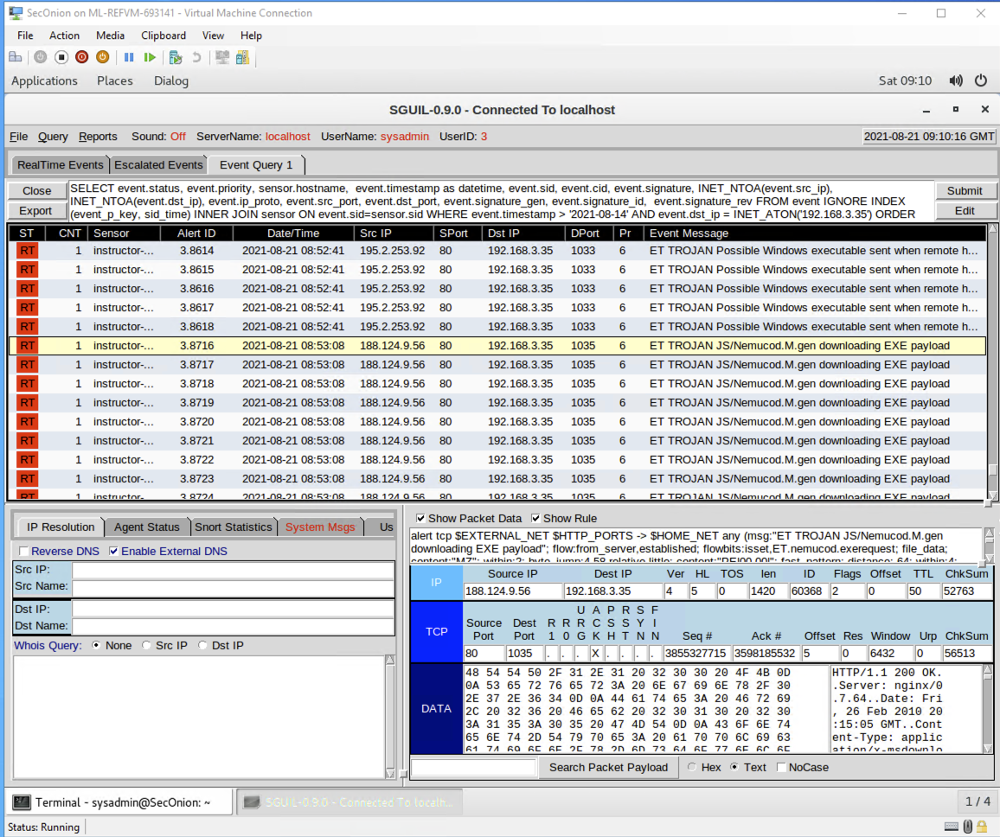 SecOnion on ML-REFVM-693141 - Virtual Machine Connection
File Action Media Clipboard View Help
Applications Places Dialog Sat 09:10
SGUIL-0.9.0 - Connected To localhost
File Query Reports Sound: Off ServerName: localhost UserName: sysadmin UserID: 3 2021-08-21 09:10:16 GMT
RealTime Events Escalated Events Event Query 1
Close Export
SELECT event.status, event.priority, sensor.hostname, event.timestamp as datetime, event.sid, event.cid, event.signature, INET_NTOA(event.src_ip),
INET_NTOA(event.dst_ip), event.ip_proto, event.src_port, event.dst_port, event.signature_gen, event.signature_id, event.signature_rev FROM event IGNORE INDEX
(event_p_key, sid_time) INNER JOIN sensor ON event.sid=sensor.sid WHERE event.timestamp > '2021-08-14' AND event.dst_ip = INET_ATON('192.168.3.35') ORDER
Submit Edit
ST CNT Sensor Alert ID Date/Time Src IP SPort Dst IP DPort Pr Event Message
RT 1 instructor-... 3.8614 2021-08-21 08:52:41 195.2.253.92 80 192.168.3.35 1033 6 ET TROJAN Possible Windows executable sent when remote h...
RT 1 instructor-... 3.8615 2021-08-21 08:52:41 195.2.253.92 80 192.168.3.35 1033 6 ET TROJAN Possible Windows executable sent when remote h...
RT 1 instructor-... 3.8616 2021-08-21 08:52:41 195.2.253.92 80 192.168.3.35 1033 6 ET TROJAN Possible Windows executable sent when remote h...
RT 1 instructor-... 3.8617 2021-08-21 08:52:41 195.2.253.92 80 192.168.3.35 1033 6 ET TROJAN Possible Windows executable sent when remote h...
RT 1 instructor-... 3.8618 2021-08-21 08:52:41 195.2.253.92 80 192.168.3.35 1033 6 ET TROJAN Possible Windows executable sent when remote h...
RT 1 instructor-... 3.8716 2021-08-21 08:53:08 188.124.9.56 80 192.168.3.35 1035 6 ET TROJAN JS/Nemucod.M.gen downloading EXE payload
RT 1 instructor-... 3.8717 2021-08-21 08:53:08 188.124.9.56 80 192.168.3.35 1035 6 ET TROJAN JS/Nemucod.M.gen downloading EXE payload
RT 1 instructor-... 3.8718 2021-08-21 08:53:08 188.124.9.56 80 192.168.3.35 1035 6 ET TROJAN JS/Nemucod.M.gen downloading EXE payload
RT 1 instructor-... 3.8719 2021-08-21 08:53:08 188.124.9.56 80 192.168.3.35 1035 6 ET TROJAN JS/Nemucod.M.gen downloading EXE payload
RT 1 instructor-... 3.8720 2021-08-21 08:53:08 188.124.9.56 80 192.168.3.35 1035 6 ET TROJAN JS/Nemucod.M.gen downloading EXE payload
RT 1 instructor-... 3.8721 2021-08-21 08:53:08 188.124.9.56 80 192.168.3.35 1035 6 ET TROJAN JS/Nemucod.M.gen downloading EXE payload
RT 1 instructor-... 3.8722 2021-08-21 08:53:08 188.124.9.56 80 192.168.3.35 1035 6 ET TROJAN JS/Nemucod.M.gen downloading EXE payload
RT 1 instructor-... 3.8723 2021-08-21 08:53:08 188.124.9.56 80 192.168.3.35 1035 6 ET TROJAN JS/Nemucod.M.gen downloading EXE payload
RT 1 instructor-... 3.8724 2021-08-21 08:53:08 188.124.9.56 80 192.168.3.35 1035 6 ET TROJAN JS/Nemucod.M.gen downloading EXE payload
IP Resolution Agent Status Snort Statistics System Msgs Us
Reverse DNS Enable External DNS
Src IP:
Src Name:
Dst IP:
Dst Name:
Whois Query: None Src IP Dst IP
Show Packet Data Show Rule
alert tcp $EXTERNAL_NET $HTTP_PORTS -> $HOME_NET any (msg:"ET TROJAN JS/Nemucod.M.gen
downloading EXE payload"; flow:from_server,established; flowbits:isset,ET.nemucod.exerequest; file_data;
content:"MZ"; within:2; byte_jump:4,58,relative,little; content:"PE|00 00|"; fast_pattern; distance:-64; within:4;
IP
Source IP Dest IP Ver HL TOS len ID Flags Offset TTL ChkSum
188.124.9.56 192.168.3.35 4 5 0 1420 60368 2 0 50 52763
TCP
U A P R S F
R C S S Y I
Source Port Dest Port R 1 R 0 G K H T N N Seq # Ack # Offset Res Window Urp ChkSum
80 1035 . . . X . . . . 3855327715 3598185532 5 0 6432 0 56513
DATA
48 54 54 50 2F 31 2E 31 20 32 30 30 20 4F 4B 0D HTTP/1.1 200 OK.
0A 53 65 72 76 65 72 3A 20 6E 67 69 6E 78 2F 30 .Server: nginx/0
2E 37 2E 36 34 0D 0A 44 61 74 65 3A 20 46 72 69 .7.64..Date: Fri
2C 20 32 36 20 46 65 62 20 32 30 31 30 20 32 30 , 26 Feb 2010 20
3A 31 35 3A 30 35 20 47 4D 54 0D 0A 43 6F 6E 74 :15:05 GMT..Cont
65 6E 74 2D 54 79 70 65 3A 20 61 70 70 6C 69 63 ent-Type: applic
61 74 69 6F 6E 2F 78 2D 6D 73 64 6F 77 6E 6C 6F ation/x-msdownlo
Search Packet Payload Hex Text NoCase
Terminal - sysadmin@SecOnion: ~ SGUIL-0.9.0 - Connected To localh... 1 / 4
Status: Running